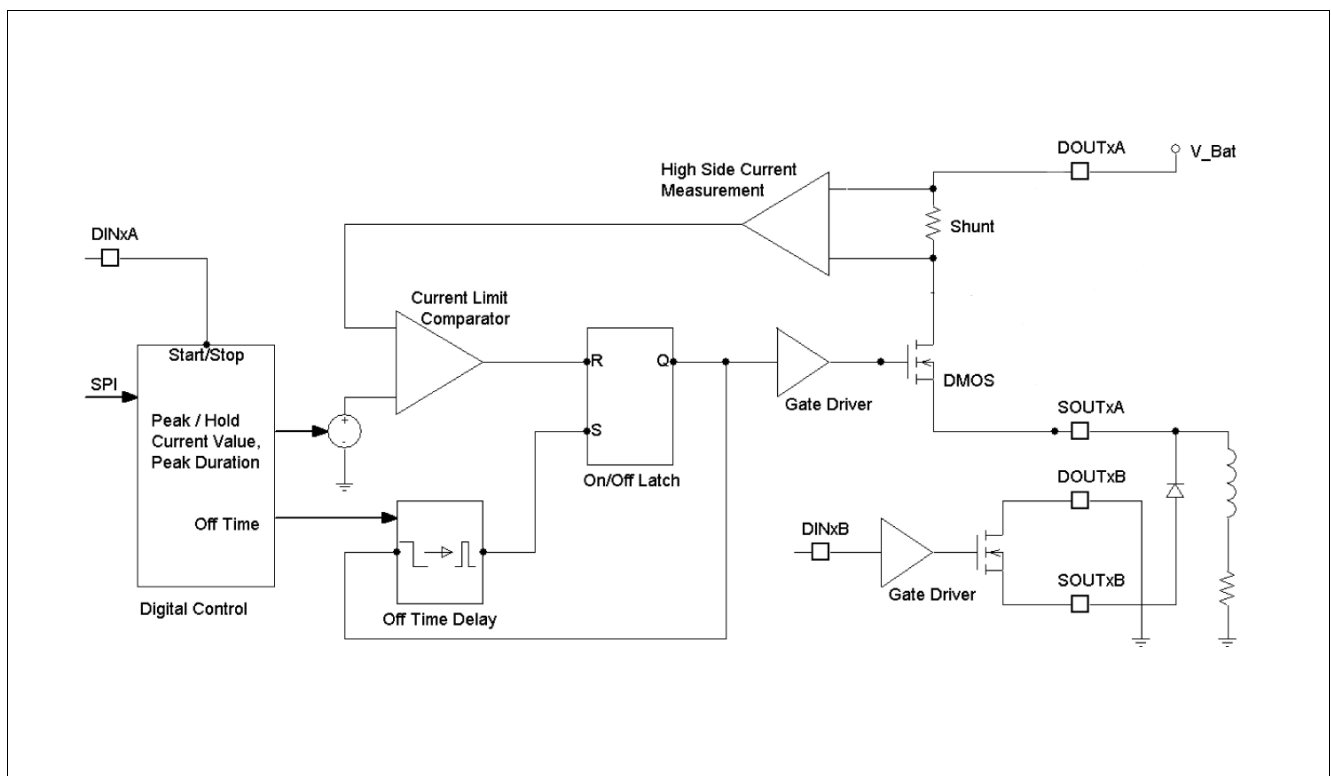 DOUTxA
V_Bat
High Side Current
Measurement
Shunt
DINxA
Current Limit
Comparator
Start/Stop
R
Q
DMOS
SPI
Gate Driver
SOUTxA
Peak / Hold
Current Value,
Peak Duration
+
-
S
On/Off Latch
DOUTxB
Off Time
DINxB
SOUTxB
Gate Driver
Digital Control
Off Time Delay